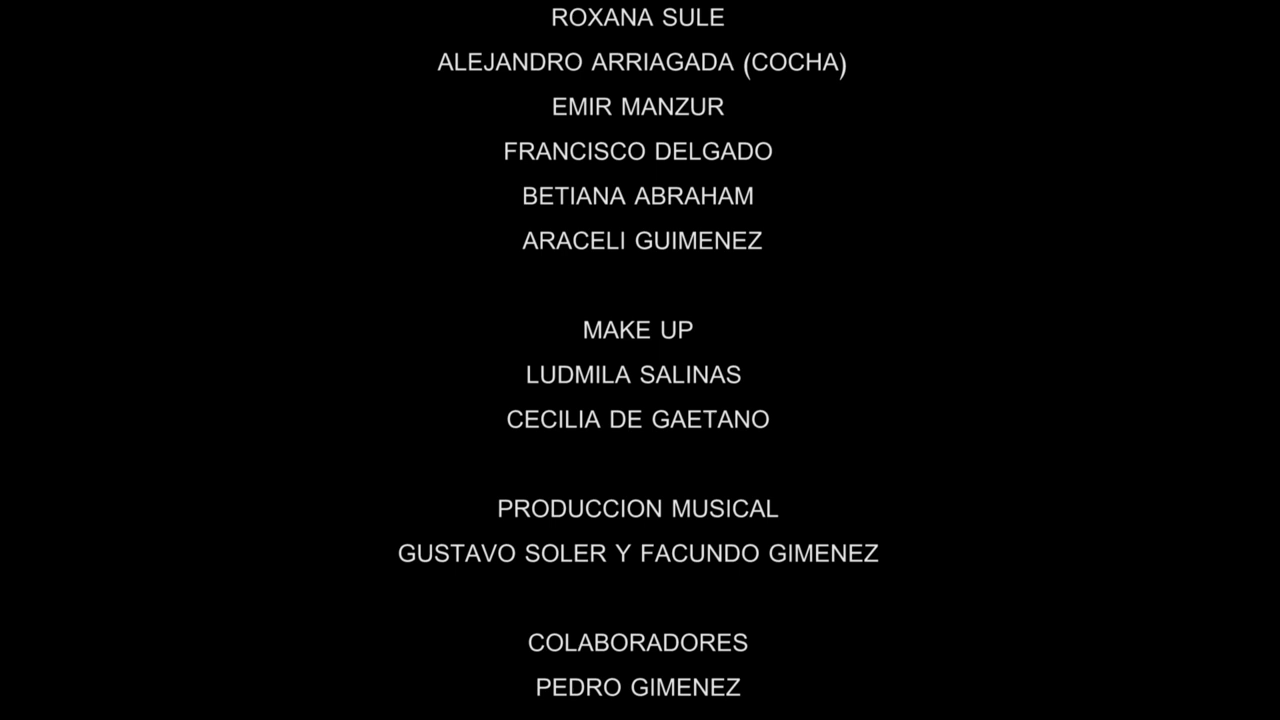 ROXANA SULE
ALEJANDRO ARRIAGADA (COCHA)
EMIR MANZUR
FRANCISCO DELGADO
BETIANA ABRAHAM
ARACELI GUIMENEZ
MAKE UP
LUDMILA SALINAS
CECILIA DE GAETANO
PRODUCCION MUSICAL
GUSTAVO SOLER Y FACUNDO GIMENEZ
COLABORADORES
PEDRO GIMENEZ